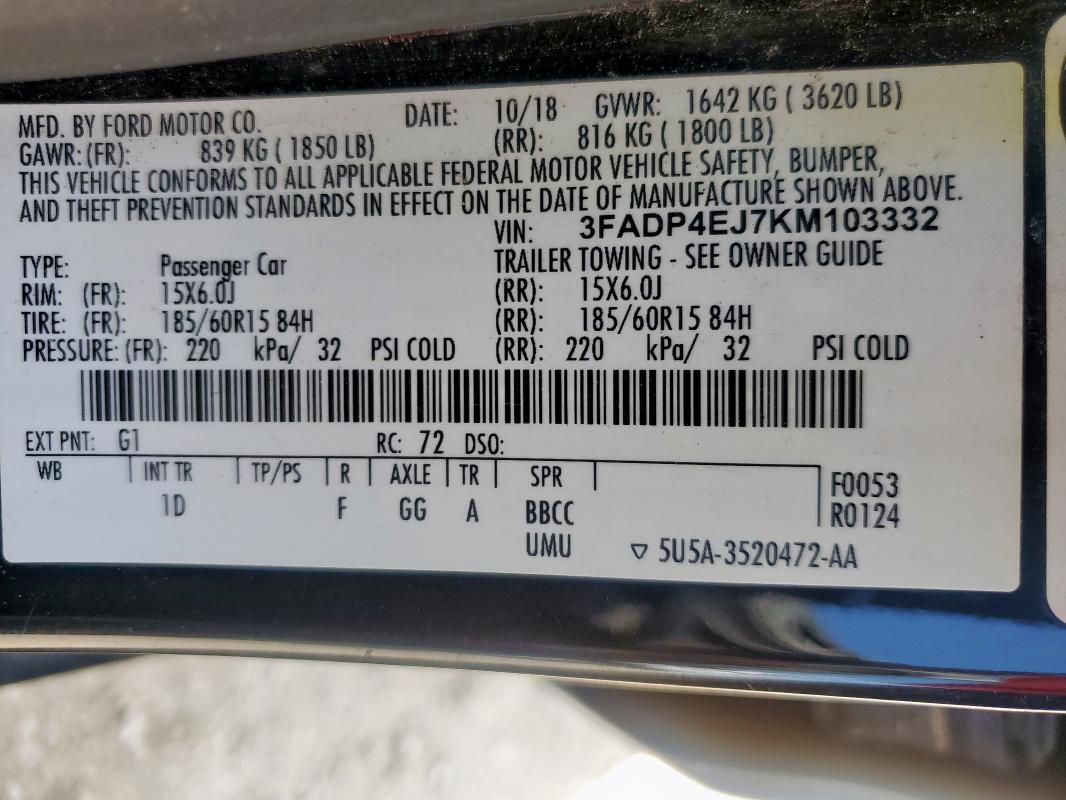 MFD. BY FORD MOTOR CO. DATE: 10/18 GVWR: 1642 KG ( 3620 LB)
GAWR: (FR): 839 KG ( 1850 LB) (RR): 816 KG ( 1800 LB)
THIS VEHICLE CONFORMS TO ALL APPLICABLE FEDERAL MOTOR VEHICLE SAFETY, BUMPER,
AND THEFT PREVENTION STANDARDS IN EFFECT ON THE DATE OF MANUFACTURE SHOWN ABOVE.
VIN: 3FADP4EJ7KM103332
TYPE: Passenger Car TRAILER TOWING - SEE OWNER GUIDE
RIM: (FR): 15X6.0J (RR): 15X6.0J
TIRE: (FR): 185/60R15 84H (RR): 185/60R15 84H
PRESSURE: (FR): 220 kPa/ 32 PSI COLD (RR): 220 kPa/ 32 PSI COLD
EXT PNT: G1 RC: 72 DSO:
WB INT TR TP/PS R AXLE TR SPR F0053
1D F GG A BBCC R0124
UMU ▽ 5U5A-3520472-AA